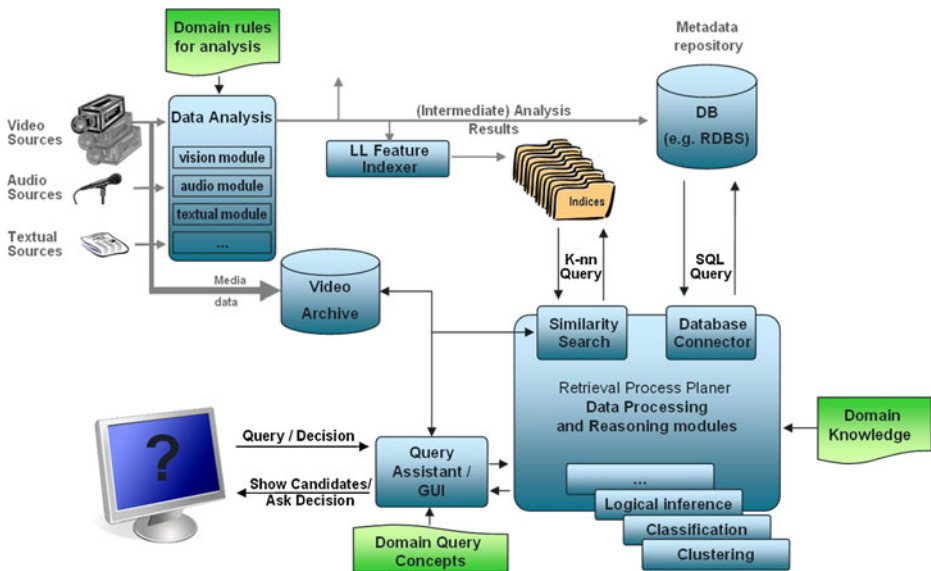 Domain rules
for analysis
Metadata
repository
Video
Sources
Data Analysis
vision module
audio module
textual module
...
(Intermediate) Analysis
Results
DB
(e.g. RDBS)
LL Feature
Indexer
Indices
Audio
Sources
Textual
Sources
K-nn
Query
SQL
Query
Media
data
Video
Archive
Similarity
Search
Database
Connector
Retrieval Process Planer
Data Processing
and Reasoning modules
Domain
Knowledge
?
Query / Decision
Query
Assistant /
GUI
Show Candidates/
Ask Decision
...
Logical inference
Classification
Clustering
Domain Query
Concepts